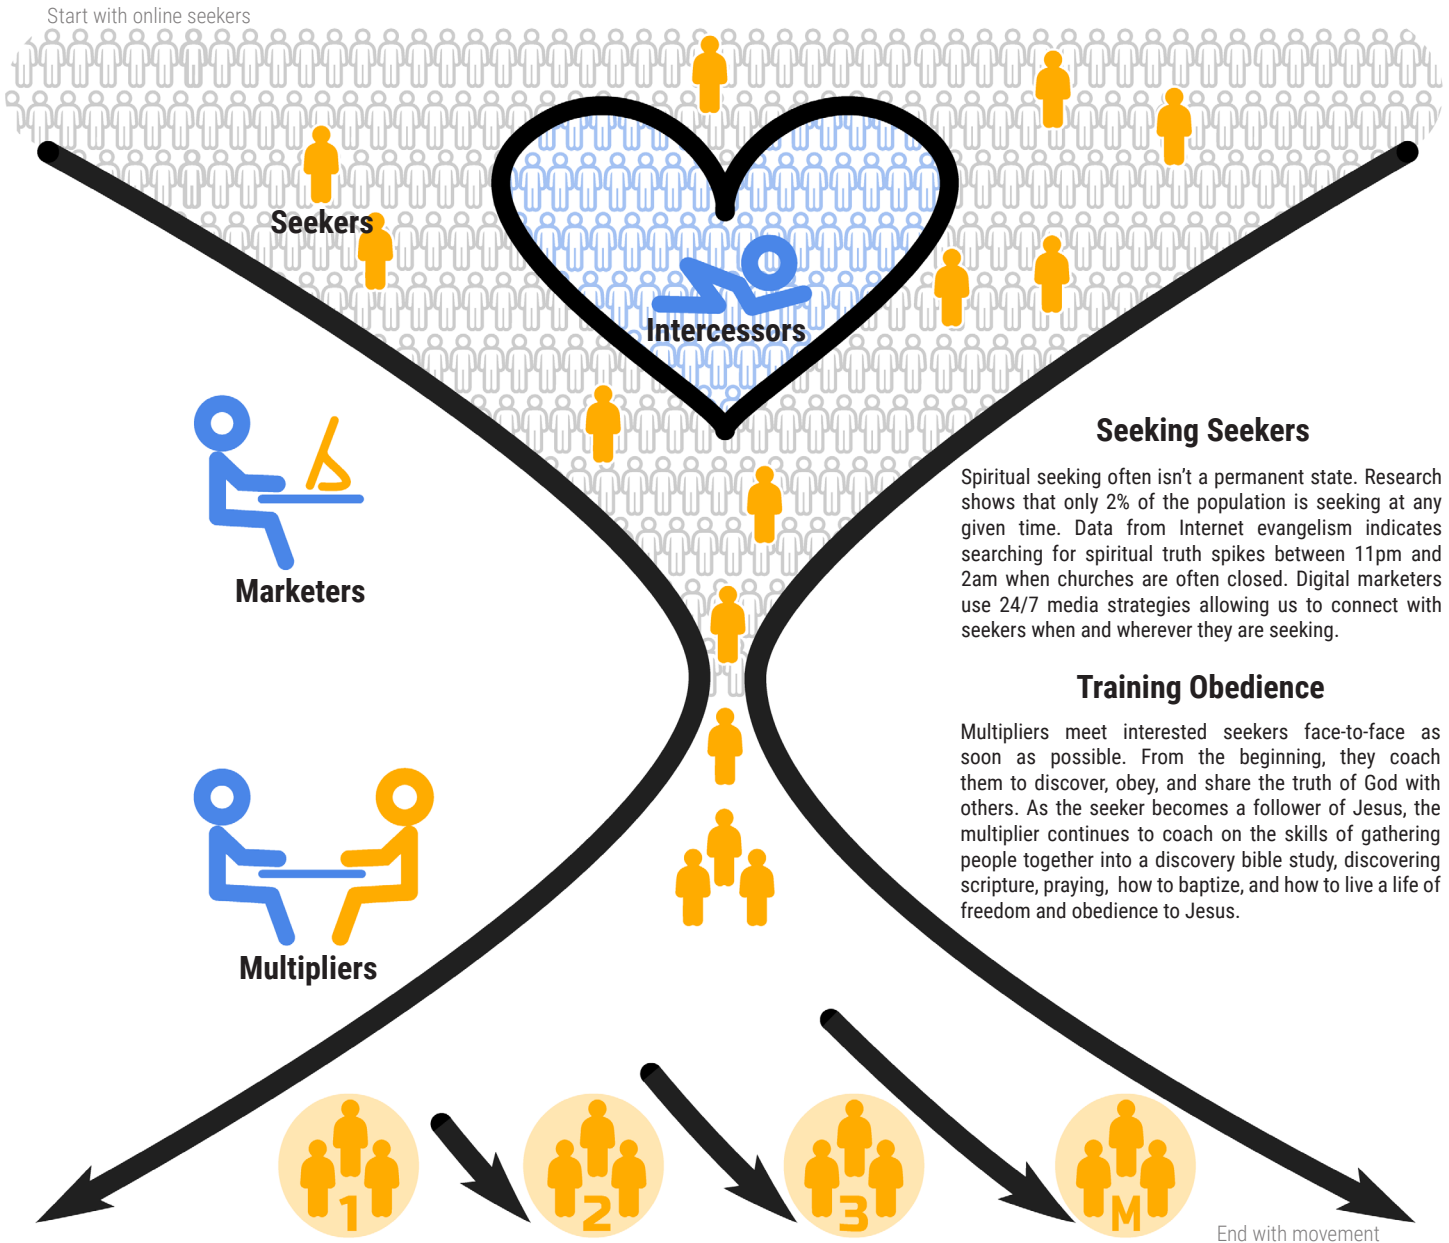 Start with online seekers
Seekers
Intercessors
Marketers
Seeking Seekers
Spiritual seeking often isn’t a permanent state. Research
shows that only 2% of the population is seeking at any
given time. Data from Internet evangelism indicates
searching for spiritual truth spikes between 11pm and
2am when churches are often closed. Digital marketers
use 24/7 media strategies allowing us to connect with
seekers when and wherever they are seeking.
Training Obedience
Multipliers meet interested seekers face-to-face as
soon as possible. From the beginning, they coach
them to discover, obey, and share the truth of God with
others. As the seeker becomes a follower of Jesus, the
multiplier continues to coach on the skills of gathering
people together into a discovery bible study, discovering
scripture, praying, how to baptize, and how to live a life of
freedom and obedience to Jesus.
Multipliers
1
2
3
M
End with movement